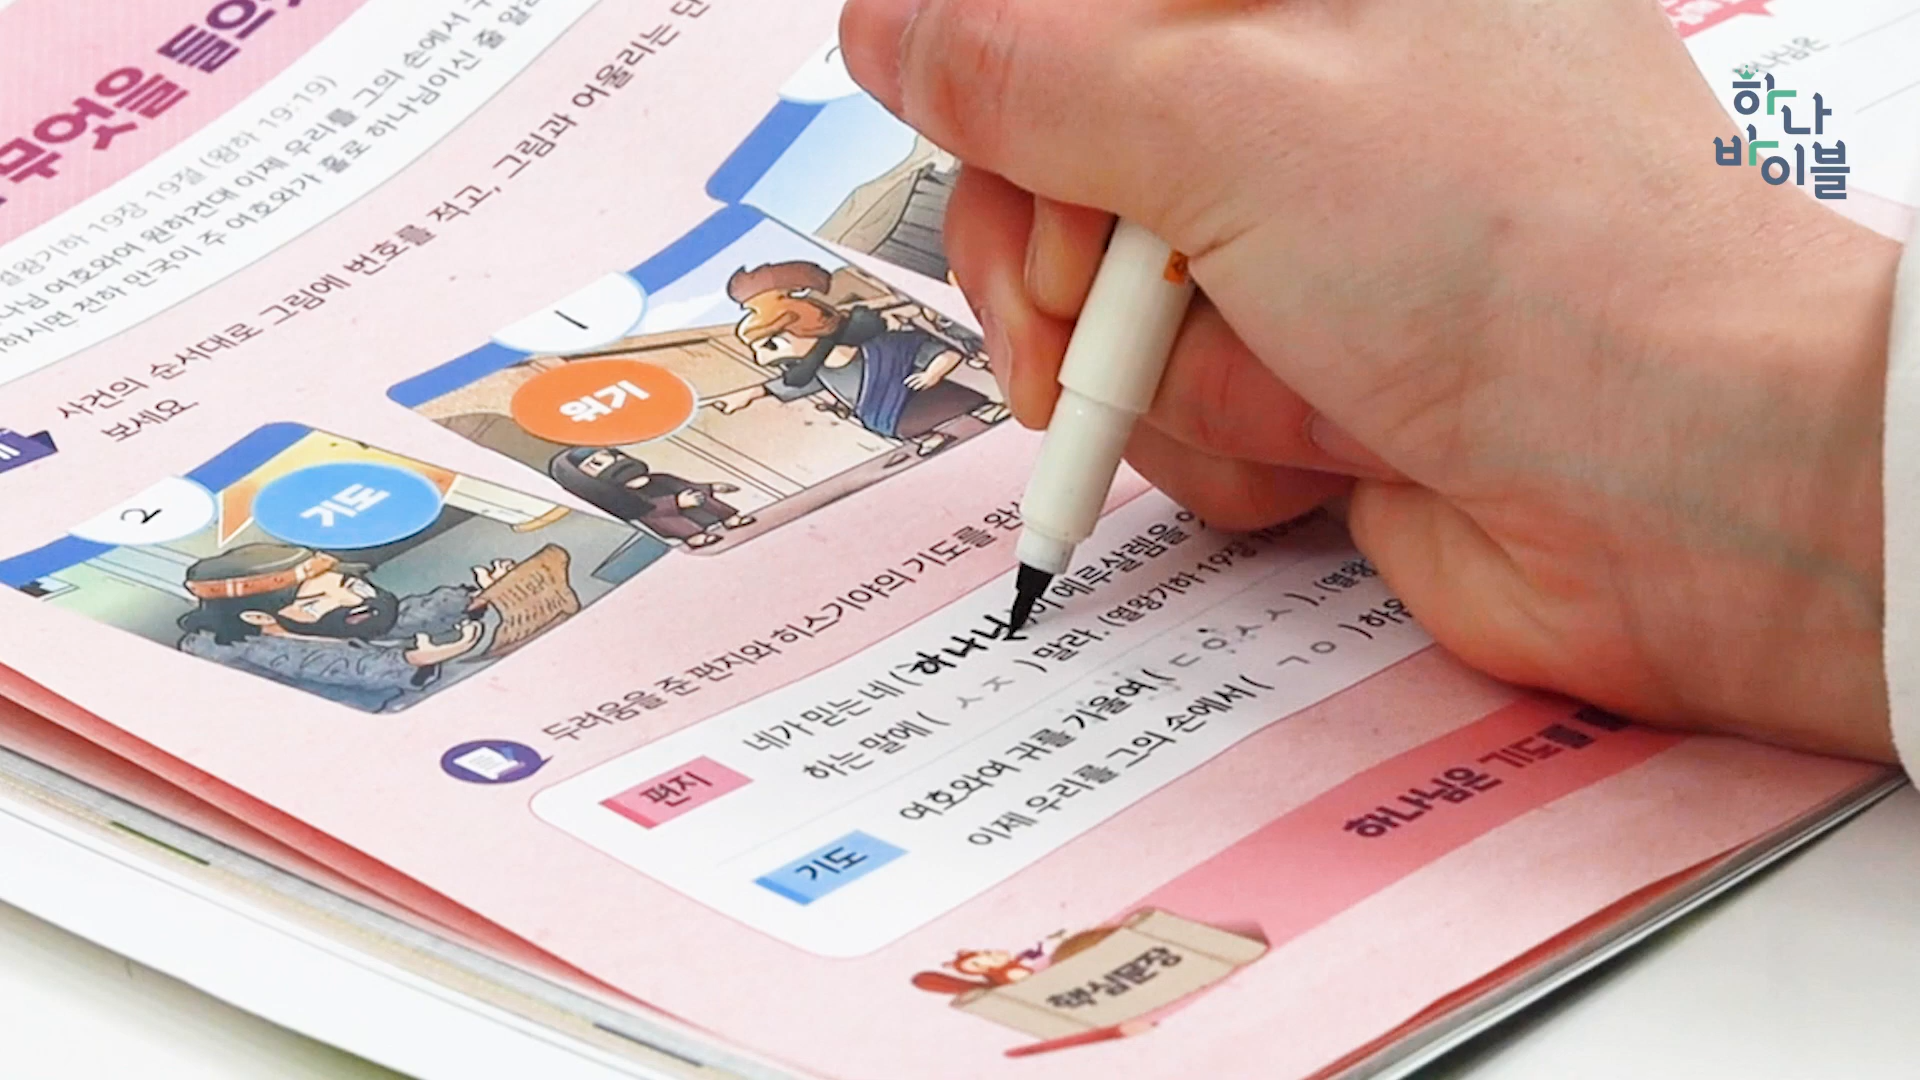 무엇을 들의
열왕기하 19장 19절 (왕하 19:19)
나님 여호와여 원하건대 이제 우리를 그의 손에서 구
하시면 천하 만국이 주 여호와가 홀로 하나님이신 줄 알
사건의 순서대로 그림에 번호를 적고, 그림과 어울리는 단
보세요.
1
위기
2
기도
두려움을 준 편지와 히스기야의 기도를 완
편지
네가 믿는 네 ( 하나니 이 예루살렘을
하는 말에 ( ㅅㅈ ) 말라. (열왕기하 19장
기도
여호와여 귀를 기울여 ( ㄷㅇㅅㅅ ). (열왕
이제 우리를 그의 손에서 ( ㄱㅇ ) 하옵
하나님은 기도를
핵심문장
하나님은
하나
바이블